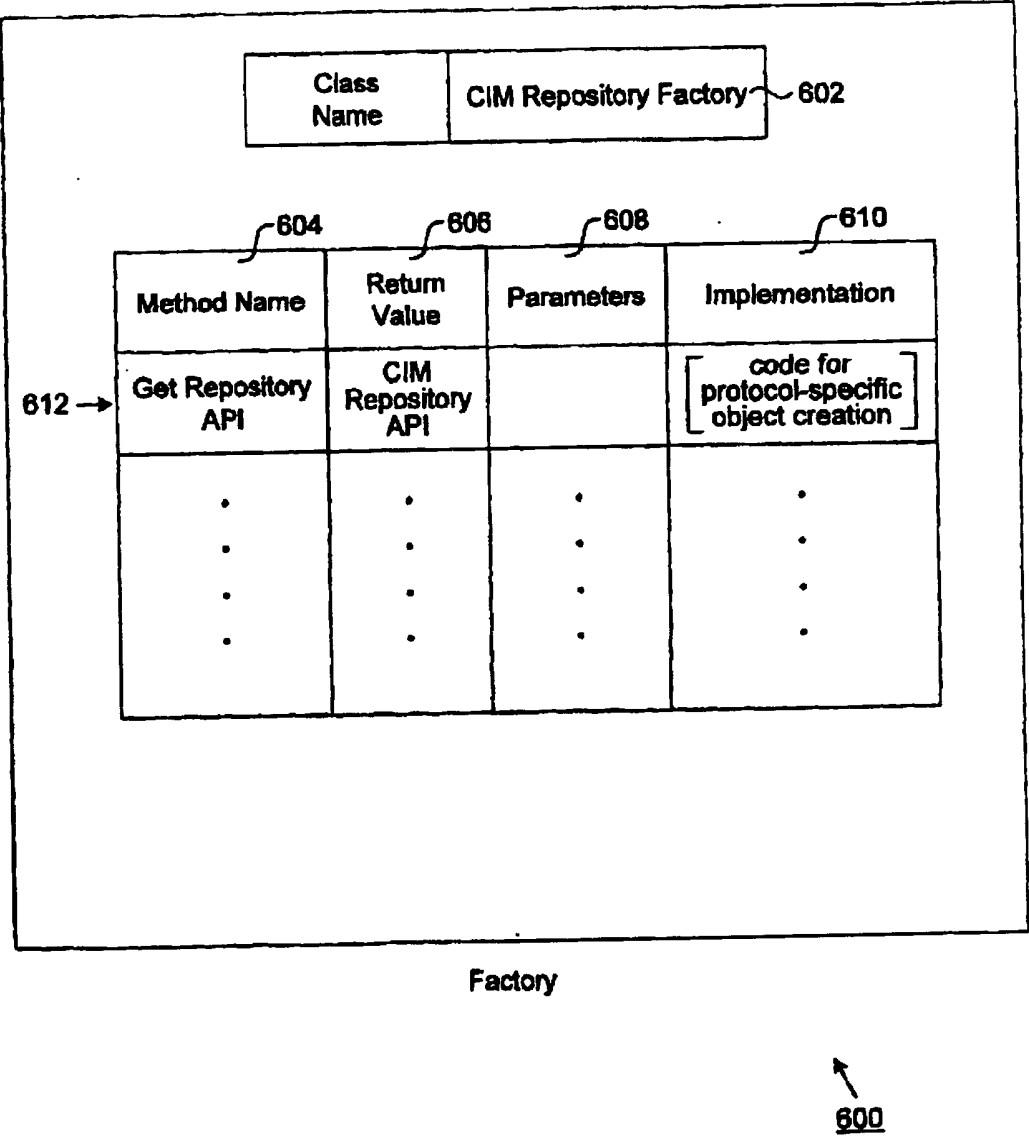 Class
Name
CIM Repository Factory
602
604
606
608
610
Method Name
Return
Value
Parameters
Implementation
612
Get Repository
API
CIM
Repository
API
code for
protocol-specific
object creation
Factory
600